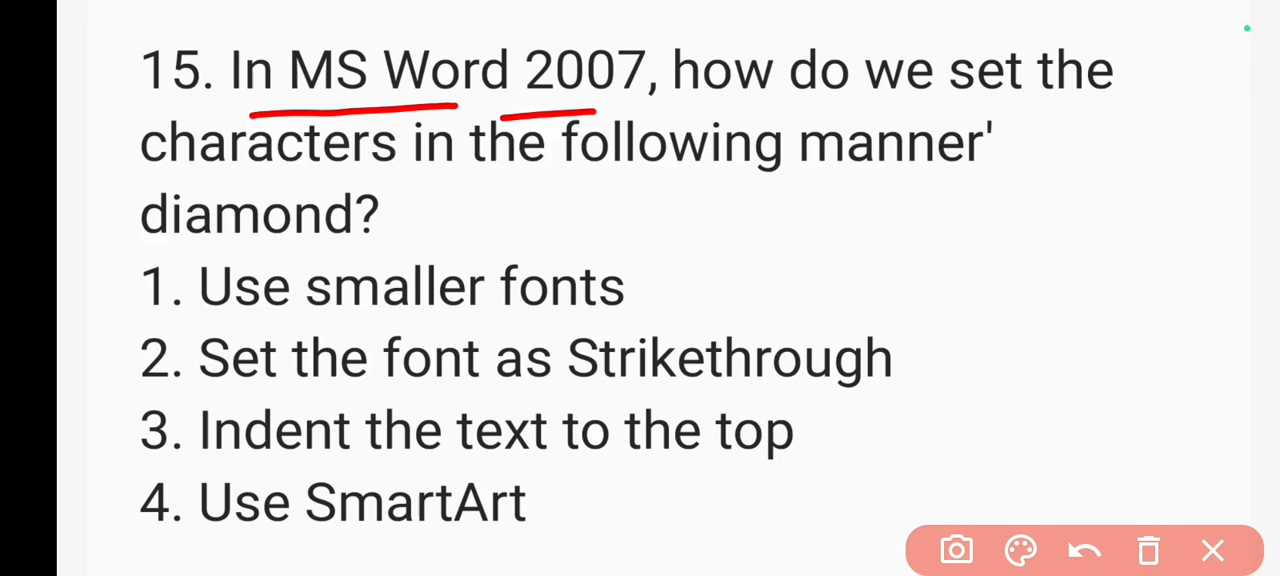 15. In MS Word 2007, how do we set the
characters in the following manner'
diamond?
1. Use smaller fonts
2. Set the font as Strikethrough
3. Indent the text to the top
4. Use SmartArt